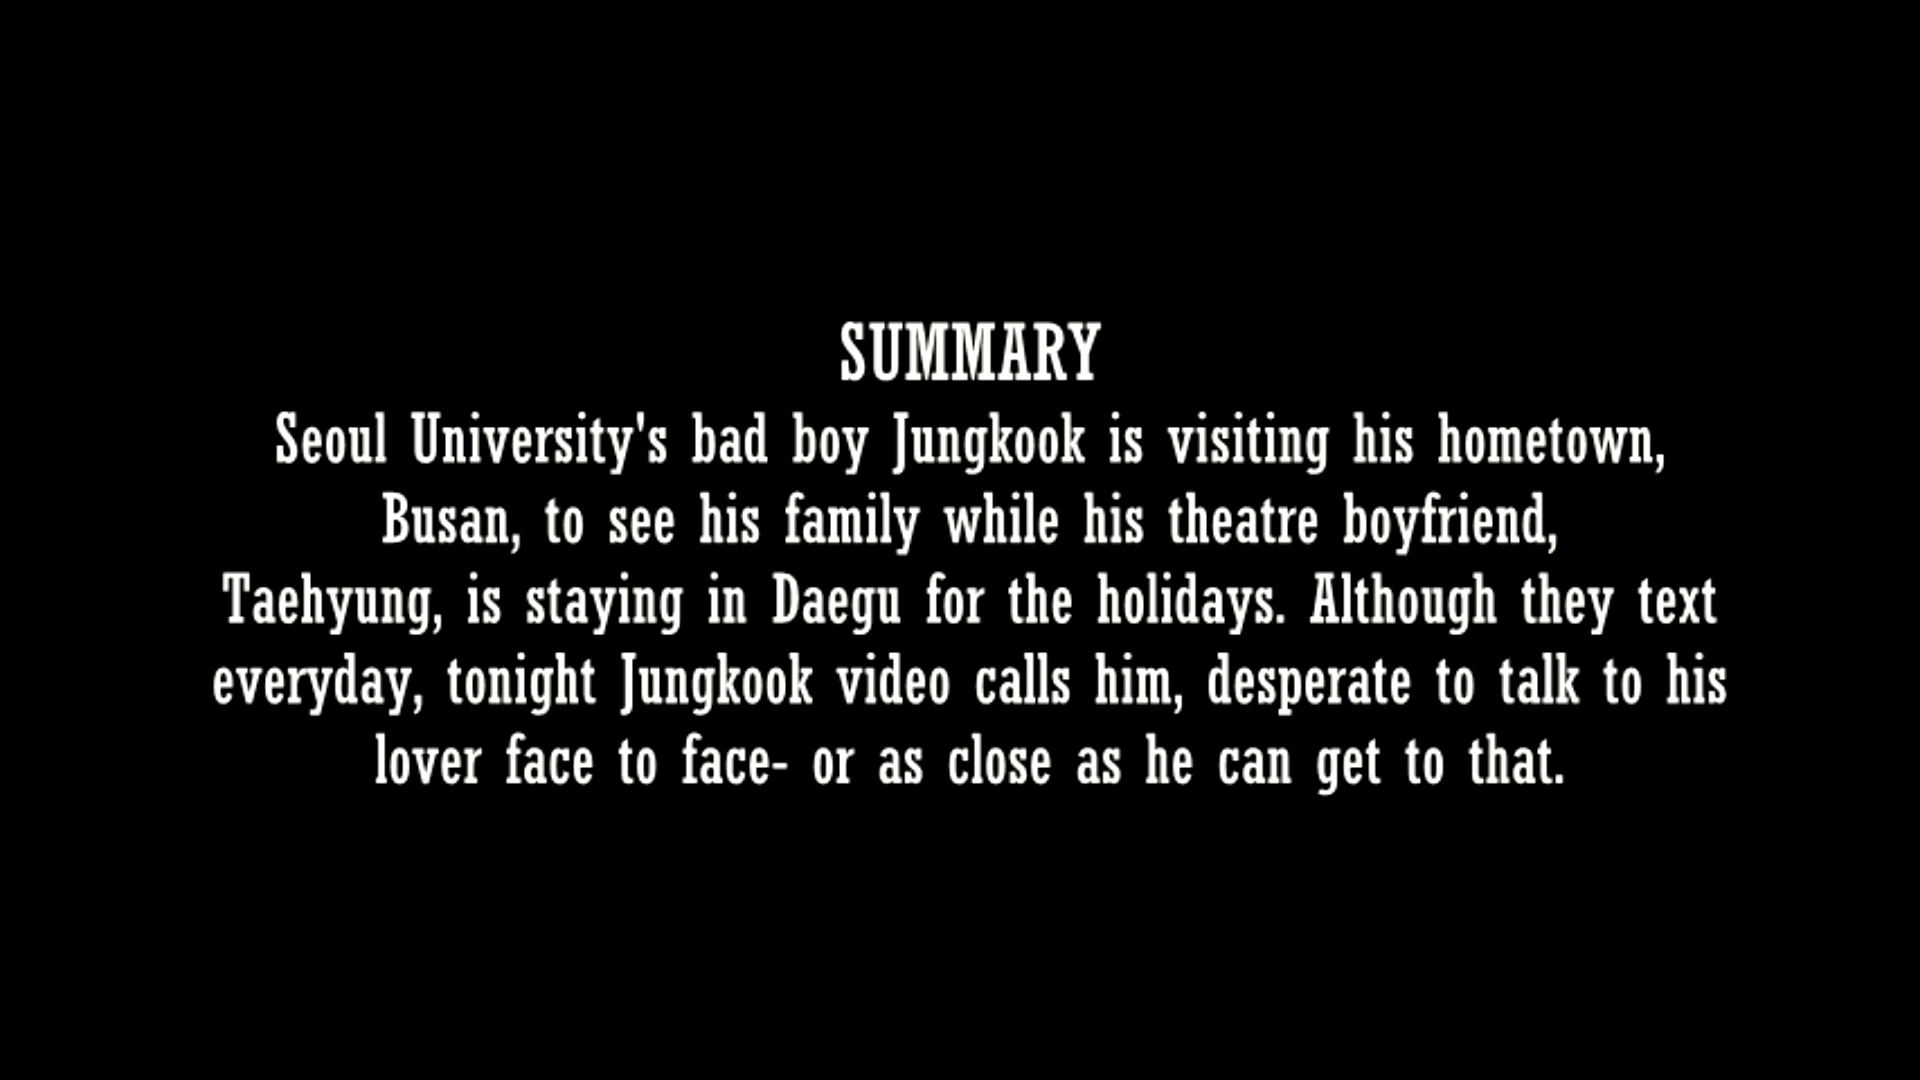 SUMMARY
Seoul University's bad boy Jungkook is visiting his hometown,
Busan, to see his family while his theatre boyfriend,
Taehyung, is staying in Daegu for the holidays. Although they text
everyday, tonight Jungkook video calls him, desperate to talk to his
lover face to face- or as close as he can get to that.